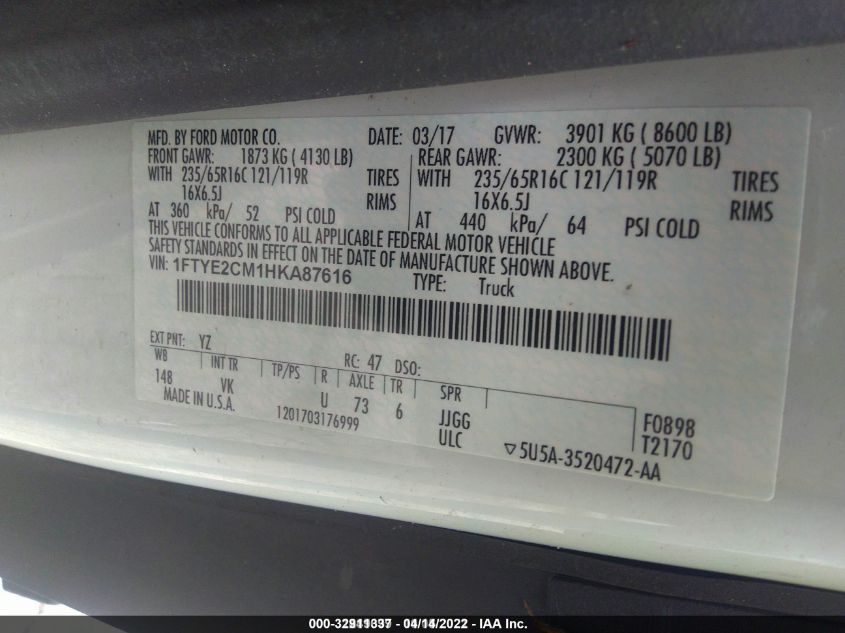 MFD. BY FORD MOTOR CO. DATE: 03/17 GVWR: 3901 KG ( 8600 LB)
FRONT GAWR: 1873 KG ( 4130 LB) REAR GAWR: 2300 KG ( 5070 LB)
WITH 235/65R16C 121/119R TIRES WITH 235/65R16C 121/119R TIRES
16X6.5J RIMS 16X6.5J RIMS
AT 360 kPa/ 52 PSI COLD AT 440 kPa/ 64 PSI COLD
THIS VEHICLE CONFORMS TO ALL APPLICABLE FEDERAL MOTOR VEHICLE
SAFETY STANDARDS IN EFFECT ON THE DATE OF MANUFACTURE SHOWN ABOVE.
VIN: 1FTYE2CM1HKA87616 TYPE: Truck
EXT PNT: YZ RC: 47 DSO:
WB INT TR TP/PS R AXLE TR SPR
148 VK U 73 6 JJGG F0898
MADE IN U.S.A. 1201703176999 ULC T2170
▽5U5A-3520472-AA
04/14/2022 - IAA Inc.